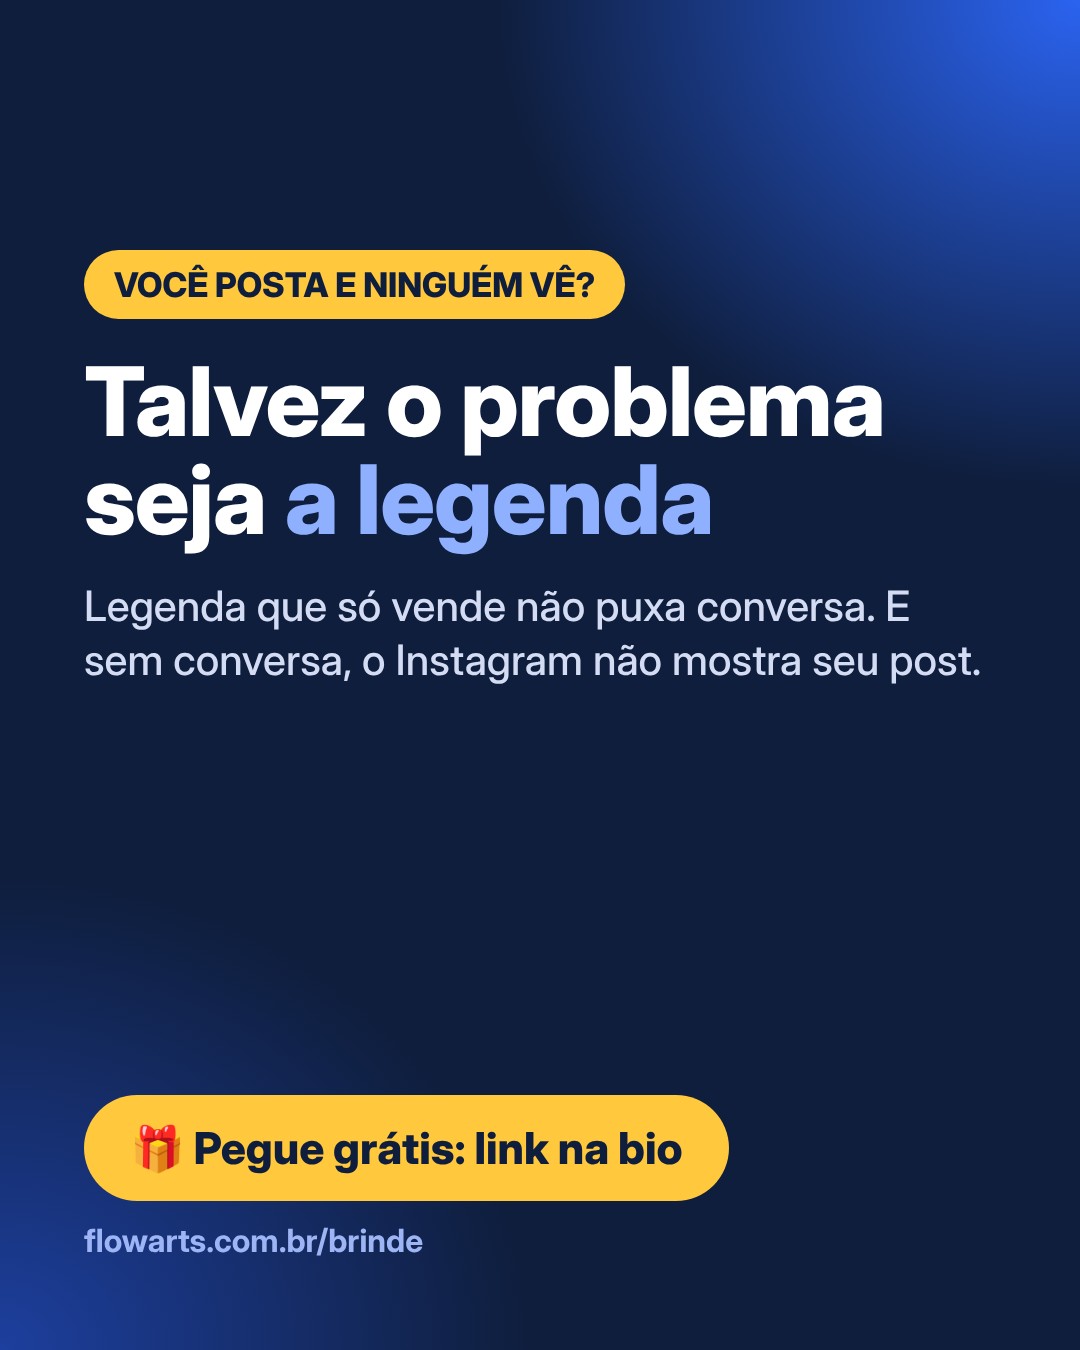 VOCÊ POSTA E NINGUÉM VÊ?
Talvez o problema
seja a legenda
Legenda que só vende não puxa conversa. E
sem conversa, o Instagram não mostra seu post.
🎁 Pegue grátis: link na bio
flowarts.com.br/brinde